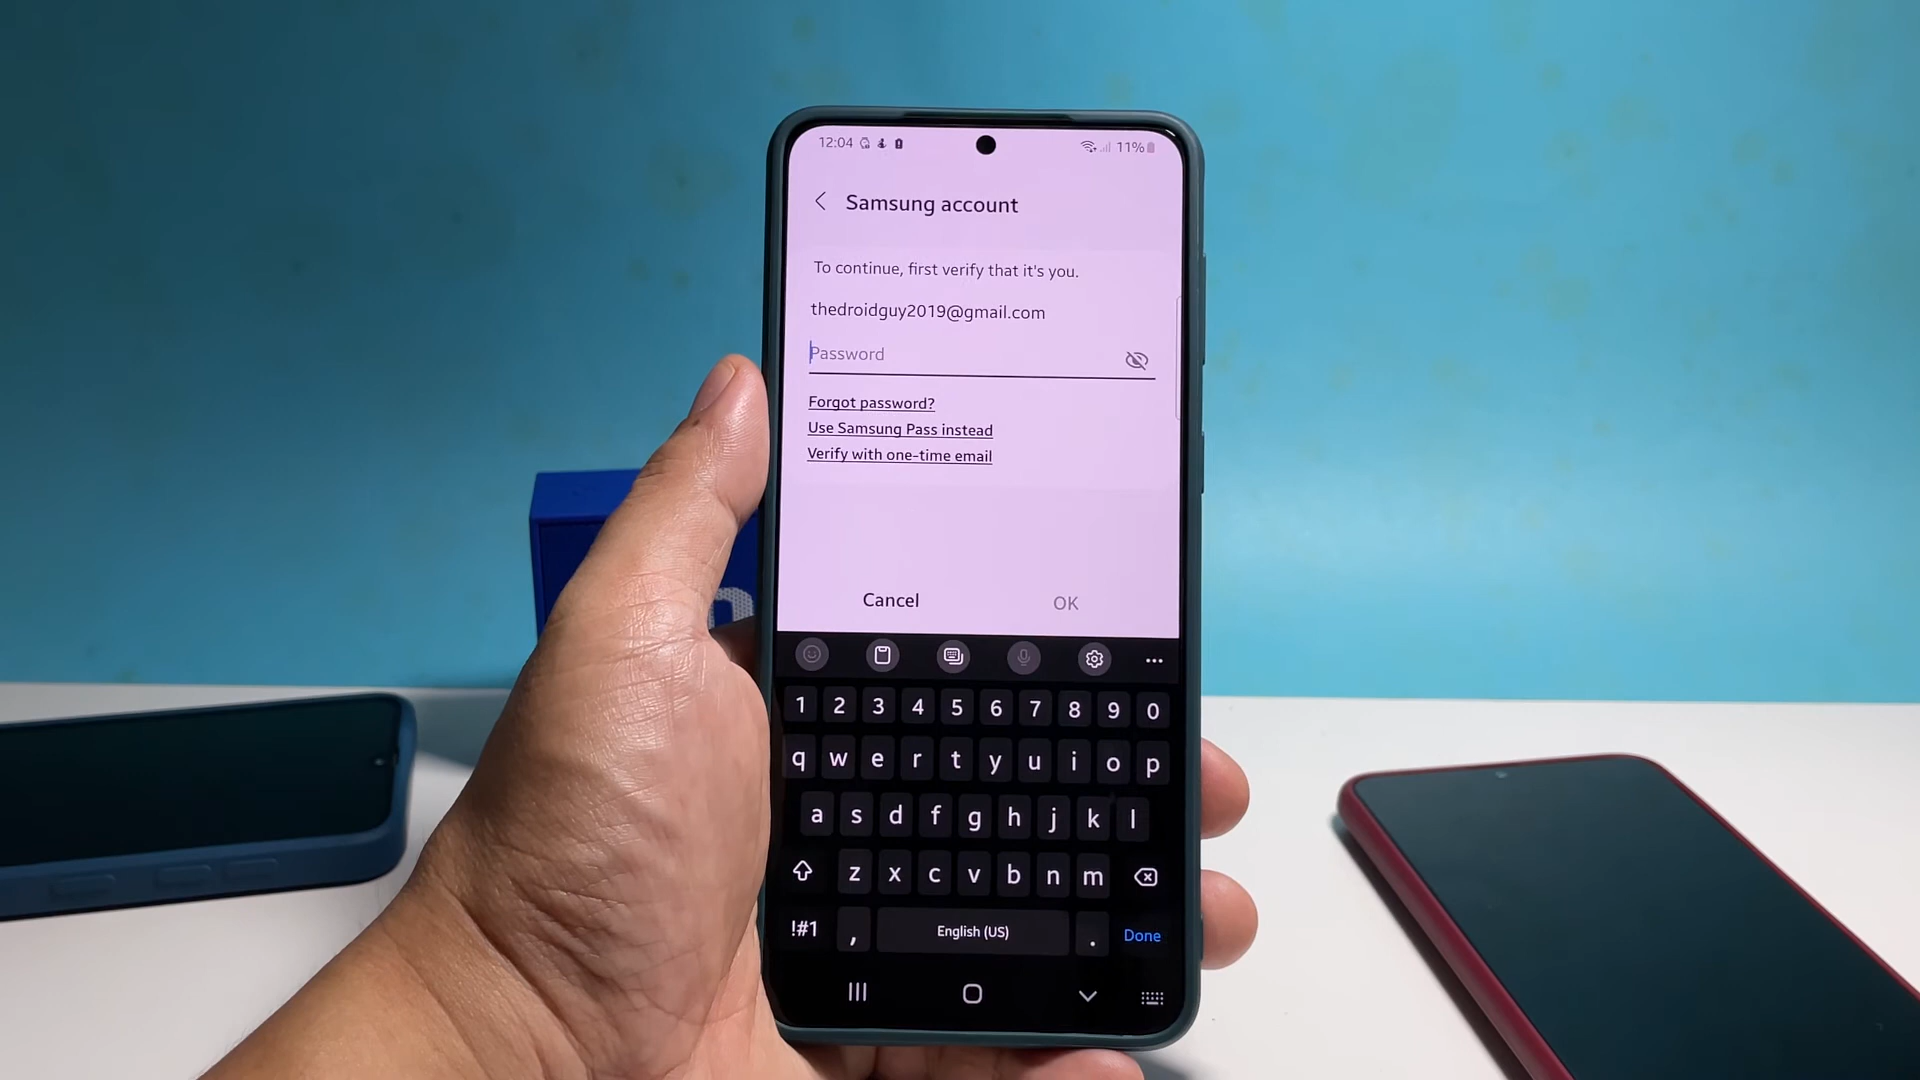 12:04 11%
Samsung account
To continue, first verify that it's you.
thedroidguy2019@gmail.com
Password
Forgot password?
Use Samsung Pass instead
Verify with one-time email
Cancel OK
1 2 3 4 5 6 7 8 9 0
q w e r t y u i o p
a s d f g h j k l
z x c v b n m
!#1 , English (US) . Done